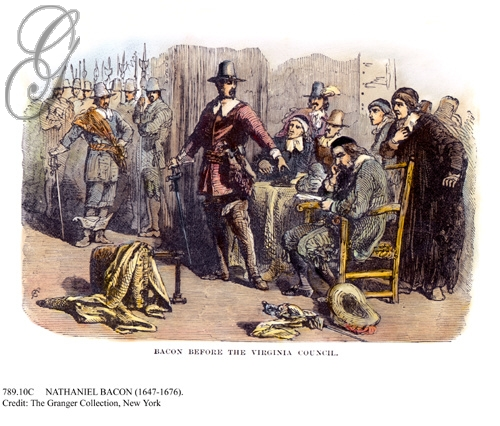 G
BACON BEFORE THE VIRGINIA COUNCIL.
789.10C NATHANIEL BACON (1647-1676).
Credit: The Granger Collection, New York